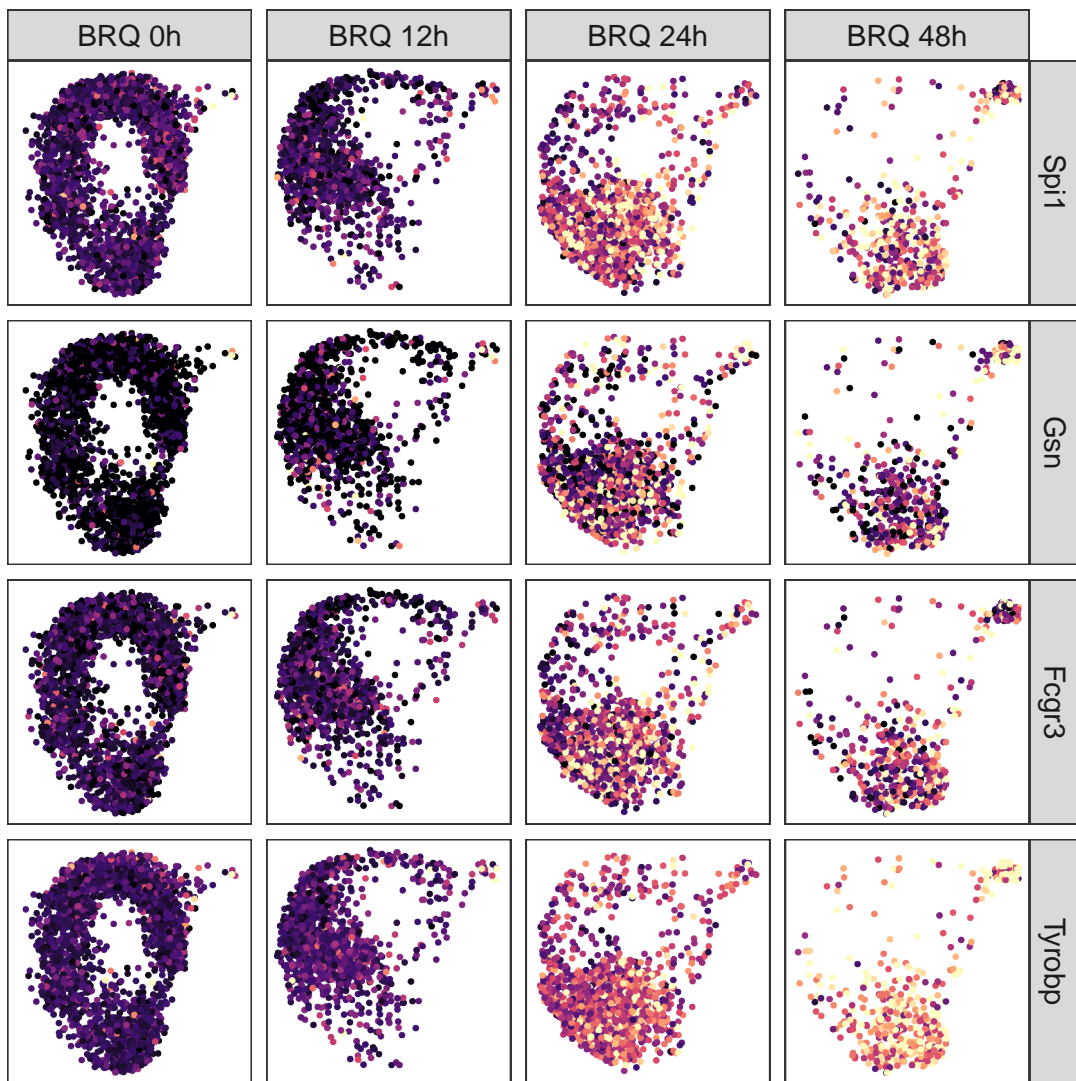 BRQ 0h
BRQ 12h
BRQ 24h
BRQ 48h
Spi1
Gsn
Fcgr3
Tyrobp